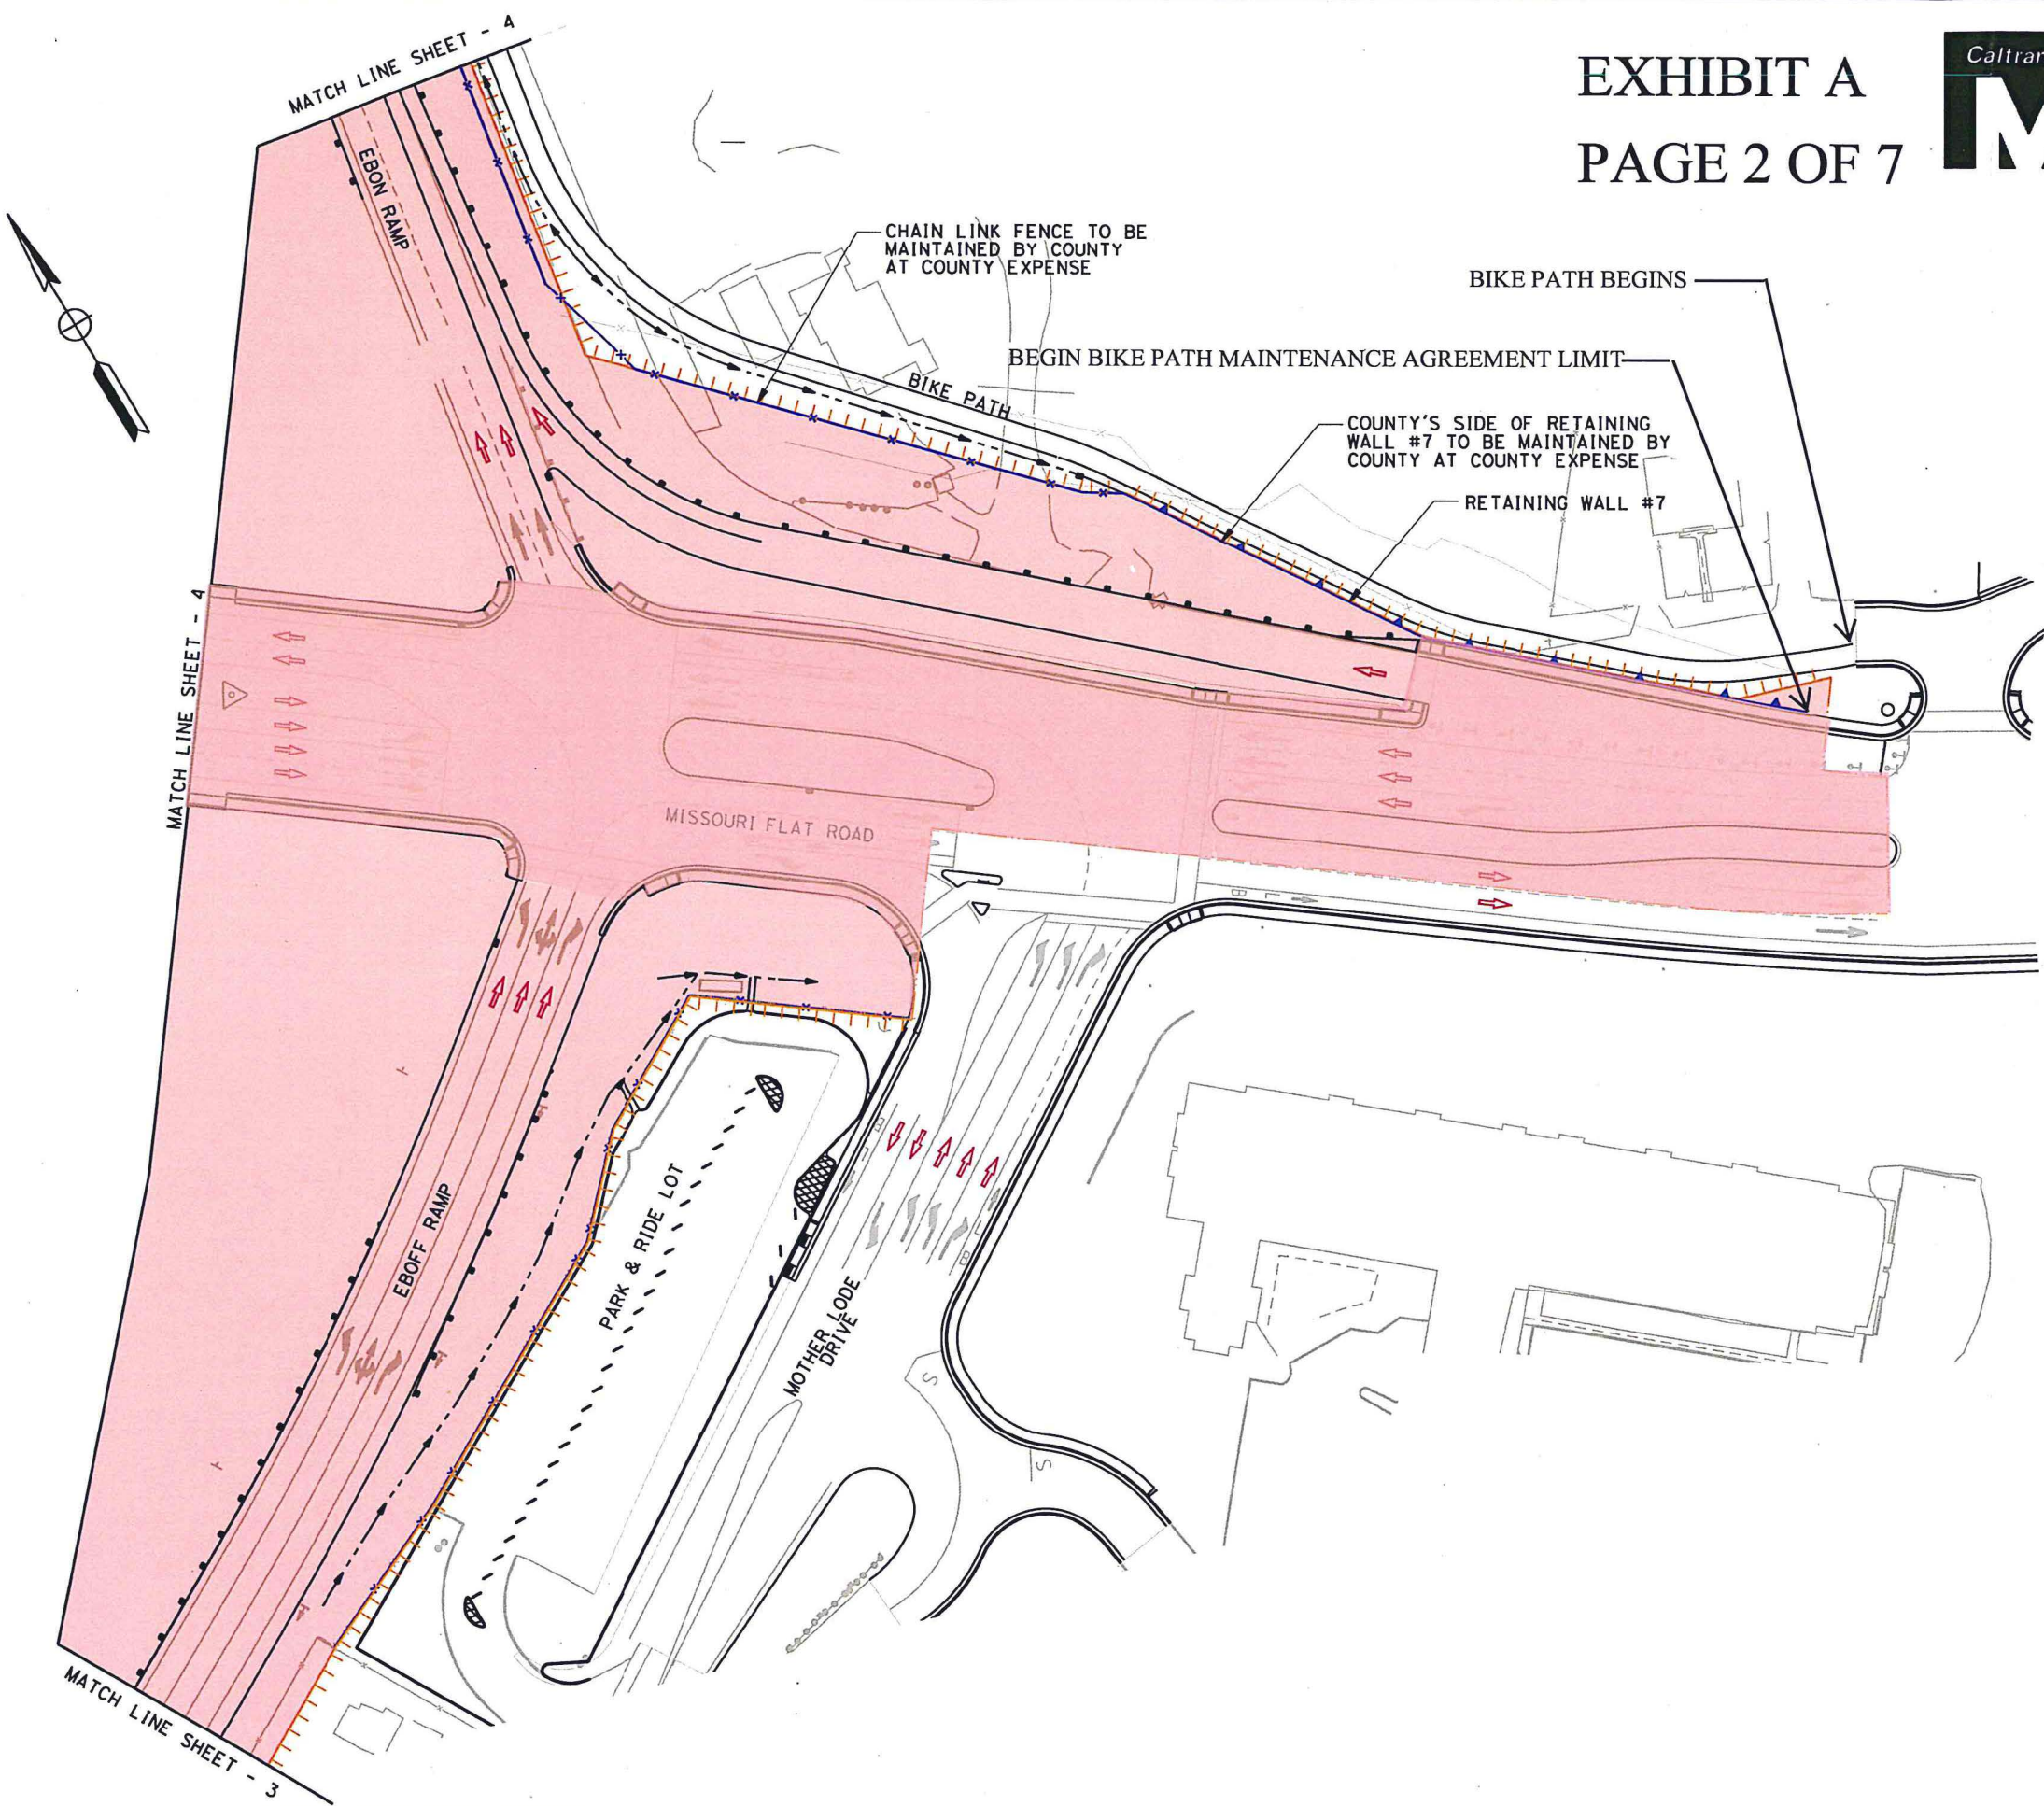 EXHIBIT A
PAGE 2 OF 7
MATCH LINE SHEET - 4
EBON RAMP
CHAIN LINK FENCE TO BE
MAINTAINED BY COUNTY
AT COUNTY EXPENSE
BIKE PATH BEGINS
BEGIN BIKE PATH MAINTENANCE AGREEMENT LIMIT
BIKE PATH
COUNTY'S SIDE OF RETAINING
WALL #7 TO BE MAINTAINED BY
COUNTY AT COUNTY EXPENSE
RETAINING WALL #7
MATCH LINE SHEET - 4
MISSOURI FLAT ROAD
EBOFF RAMP
PARK & RIDE LOT
MOTHER LODE
DRIVE
S
S
MATCH LINE SHEET - 3